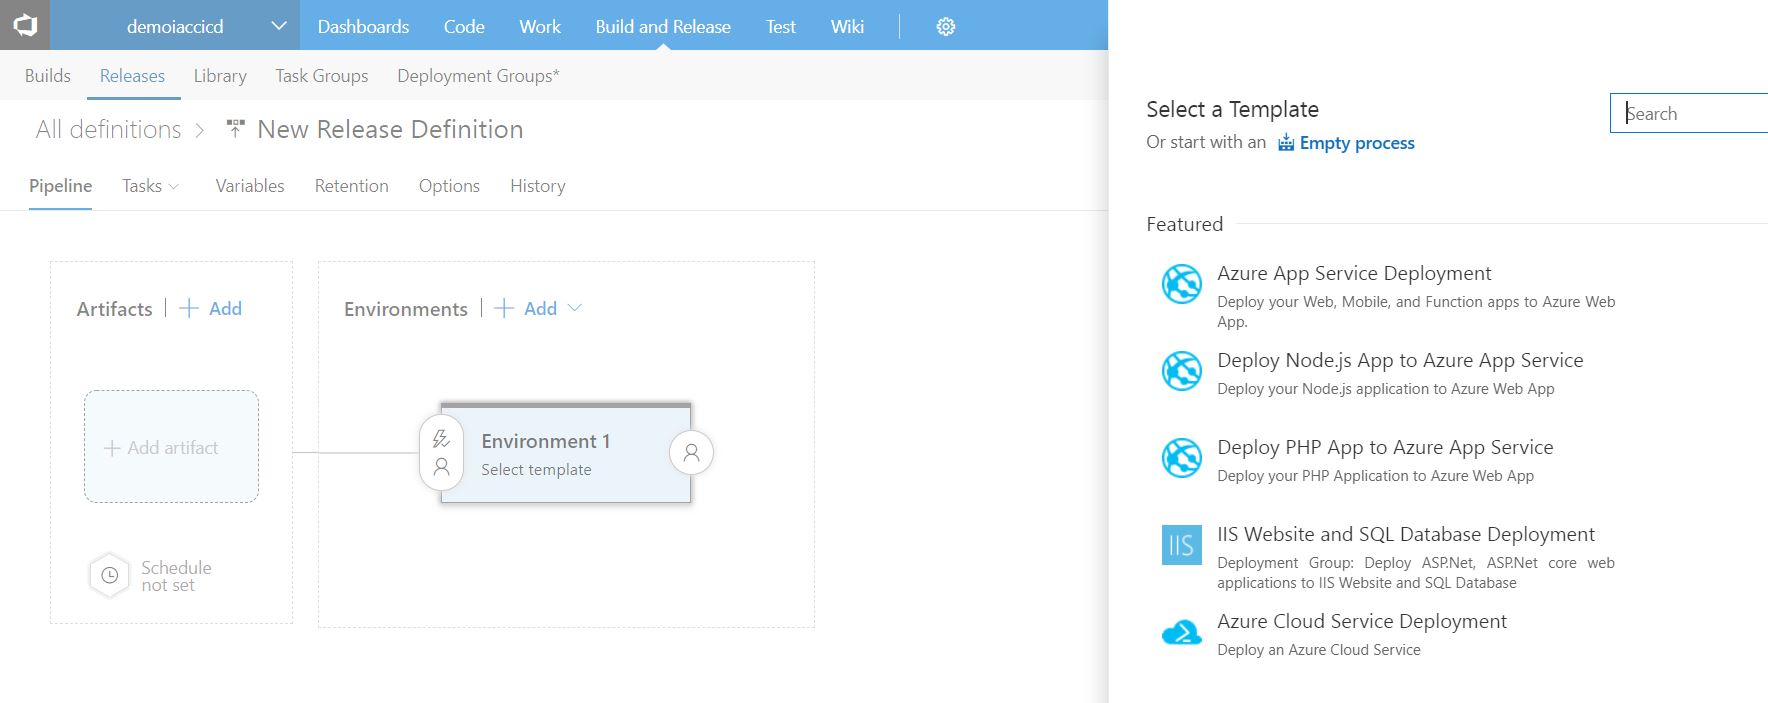 demoiaccicd
Dashboards Code Work Build and Release Test Wiki
Builds Releases Library Task Groups Deployment Groups*
All definitions > New Release Definition
Pipeline Tasks Variables Retention Options History
Artifacts | + Add
+ Add artifact
Schedule
not set
Environments | + Add
Environment 1
Select template
Select a Template
Search
Or start with an Empty process
Featured
Azure App Service Deployment
Deploy your Web, Mobile, and Function apps to Azure Web
App.
Deploy Node.js App to Azure App Service
Deploy your Node.js application to Azure Web App
Deploy PHP App to Azure App Service
Deploy your PHP Application to Azure Web App
IIS
IIS Website and SQL Database Deployment
Deployment Group: Deploy ASP.Net, ASP.Net core web
applications to IIS Website and SQL Database
Azure Cloud Service Deployment
Deploy an Azure Cloud Service